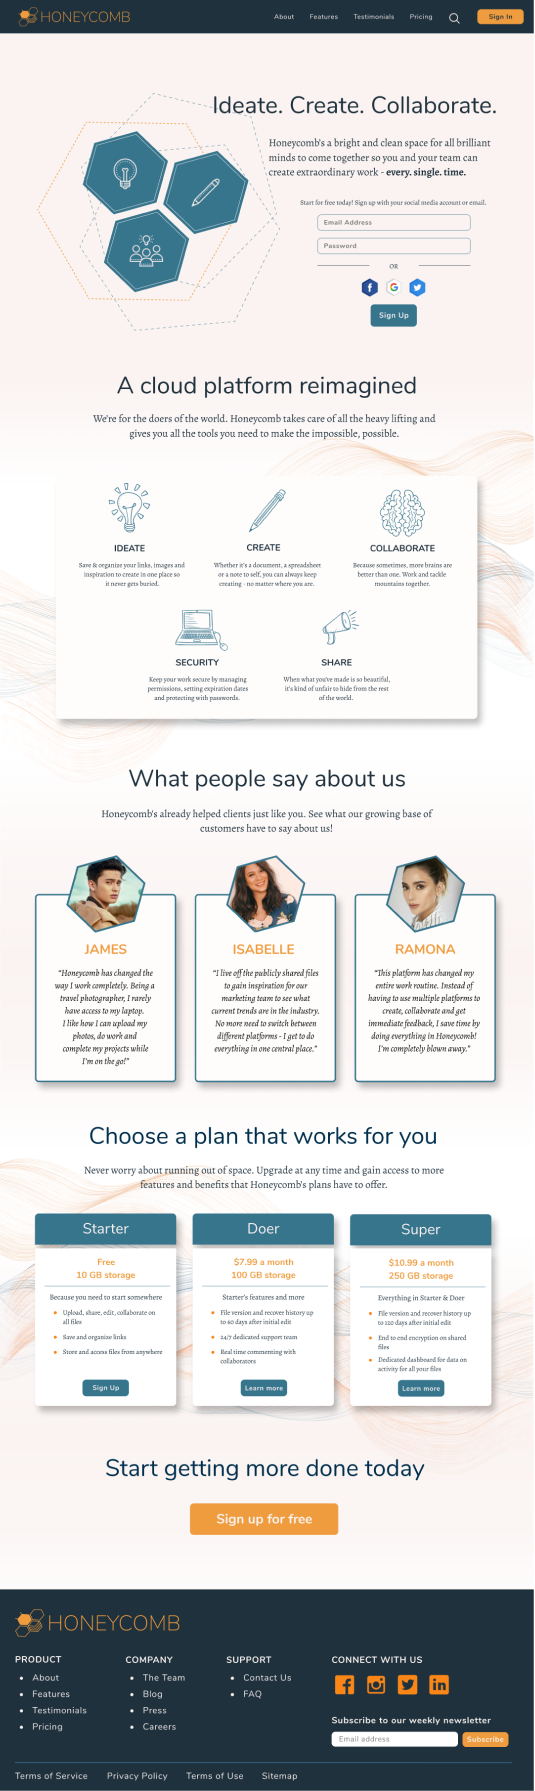 HONEYCOMB
About Features Testimonials Pricing Sign In
Ideate. Create. Collaborate.
Honeycomb's a bright and clean space for all brilliant
minds to come together so you and your team can
create extraordinary work - every. single. time.
Start for free today! Sign up with your social media account or email.
Email Address
Password
OR
f G
Sign Up
A cloud platform reimagined
We're for the doers of the world. Honeycomb takes care of all the heavy lifting and
gives you all the tools you need to make the impossible, possible.
IDEATE
Save & organize your links, images and
inspiration to create in one place so
it never gets buried.
CREATE
Whether it's a document, a spreadsheet
or a note to self, you can always keep
creating - no matter where you are.
COLLABORATE
Because sometimes, more brains are
better than one. Work and tackle
mountains together.
SECURITY
Keep your work secure by managing
permissions, setting expiration dates
and protecting with passwords.
SHARE
When what you've made is so beautiful,
it's kind of unfair to hide from the rest
of the world.
What people say about us
Honeycomb's already helped clients just like you. See what our growing base of
customers have to say about us!
JAMES
"Honeycomb has changed the
way I work completely. Being a
travel photographer, I rarely
have access to my laptop.
I like how I can upload my
photos, do work and
complete my projects while
I'm on the go!"
ISABELLE
"I live off the publicly shared files
to gain inspiration for our
marketing team to see what
current trends are in the industry.
No more need to switch between
different platforms - I get to do
everything in one central place."
RAMONA
"This platform has changed my
entire work routine. Instead of
having to use multiple platforms to
create, collaborate and get
immediate feedback, I save time by
doing everything in Honeycomb!
I'm completely blown away."
Choose a plan that works for you
Never worry about running out of space. Upgrade at any time and gain access to more
features and benefits that Honeycomb's plans have to offer.
Starter
Free
10 GB storage
Because you need to start somewhere
• Upload, share, edit, collaborate on
all files
• Save and organize links
• Store and access files from anywhere
Sign Up
Doer
$7.99 a month
100 GB storage
Starter's features and more
• File version and recover history up
to 60 days after initial edit
• 24/7 dedicated support team
• Real time commenting with
collaborators
Learn more
Super
$10.99 a month
250 GB storage
Everything in Starter & Doer
• File version and recover history up
to 120 days after initial edit
• End to end encryption on shared
files
• Dedicated dashboard for data on
activity for all your files
Learn more
Start getting more done today
Sign up for free
HONEYCOMB
PRODUCT
• About
• Features
• Testimonials
• Pricing
COMPANY
• The Team
• Blog
• Press
• Careers
SUPPORT
• Contact Us
• FAQ
CONNECT WITH US
f in
Subscribe to our weekly newsletter
Email address Subscribe
Terms of Service Privacy Policy Terms of Use Sitemap